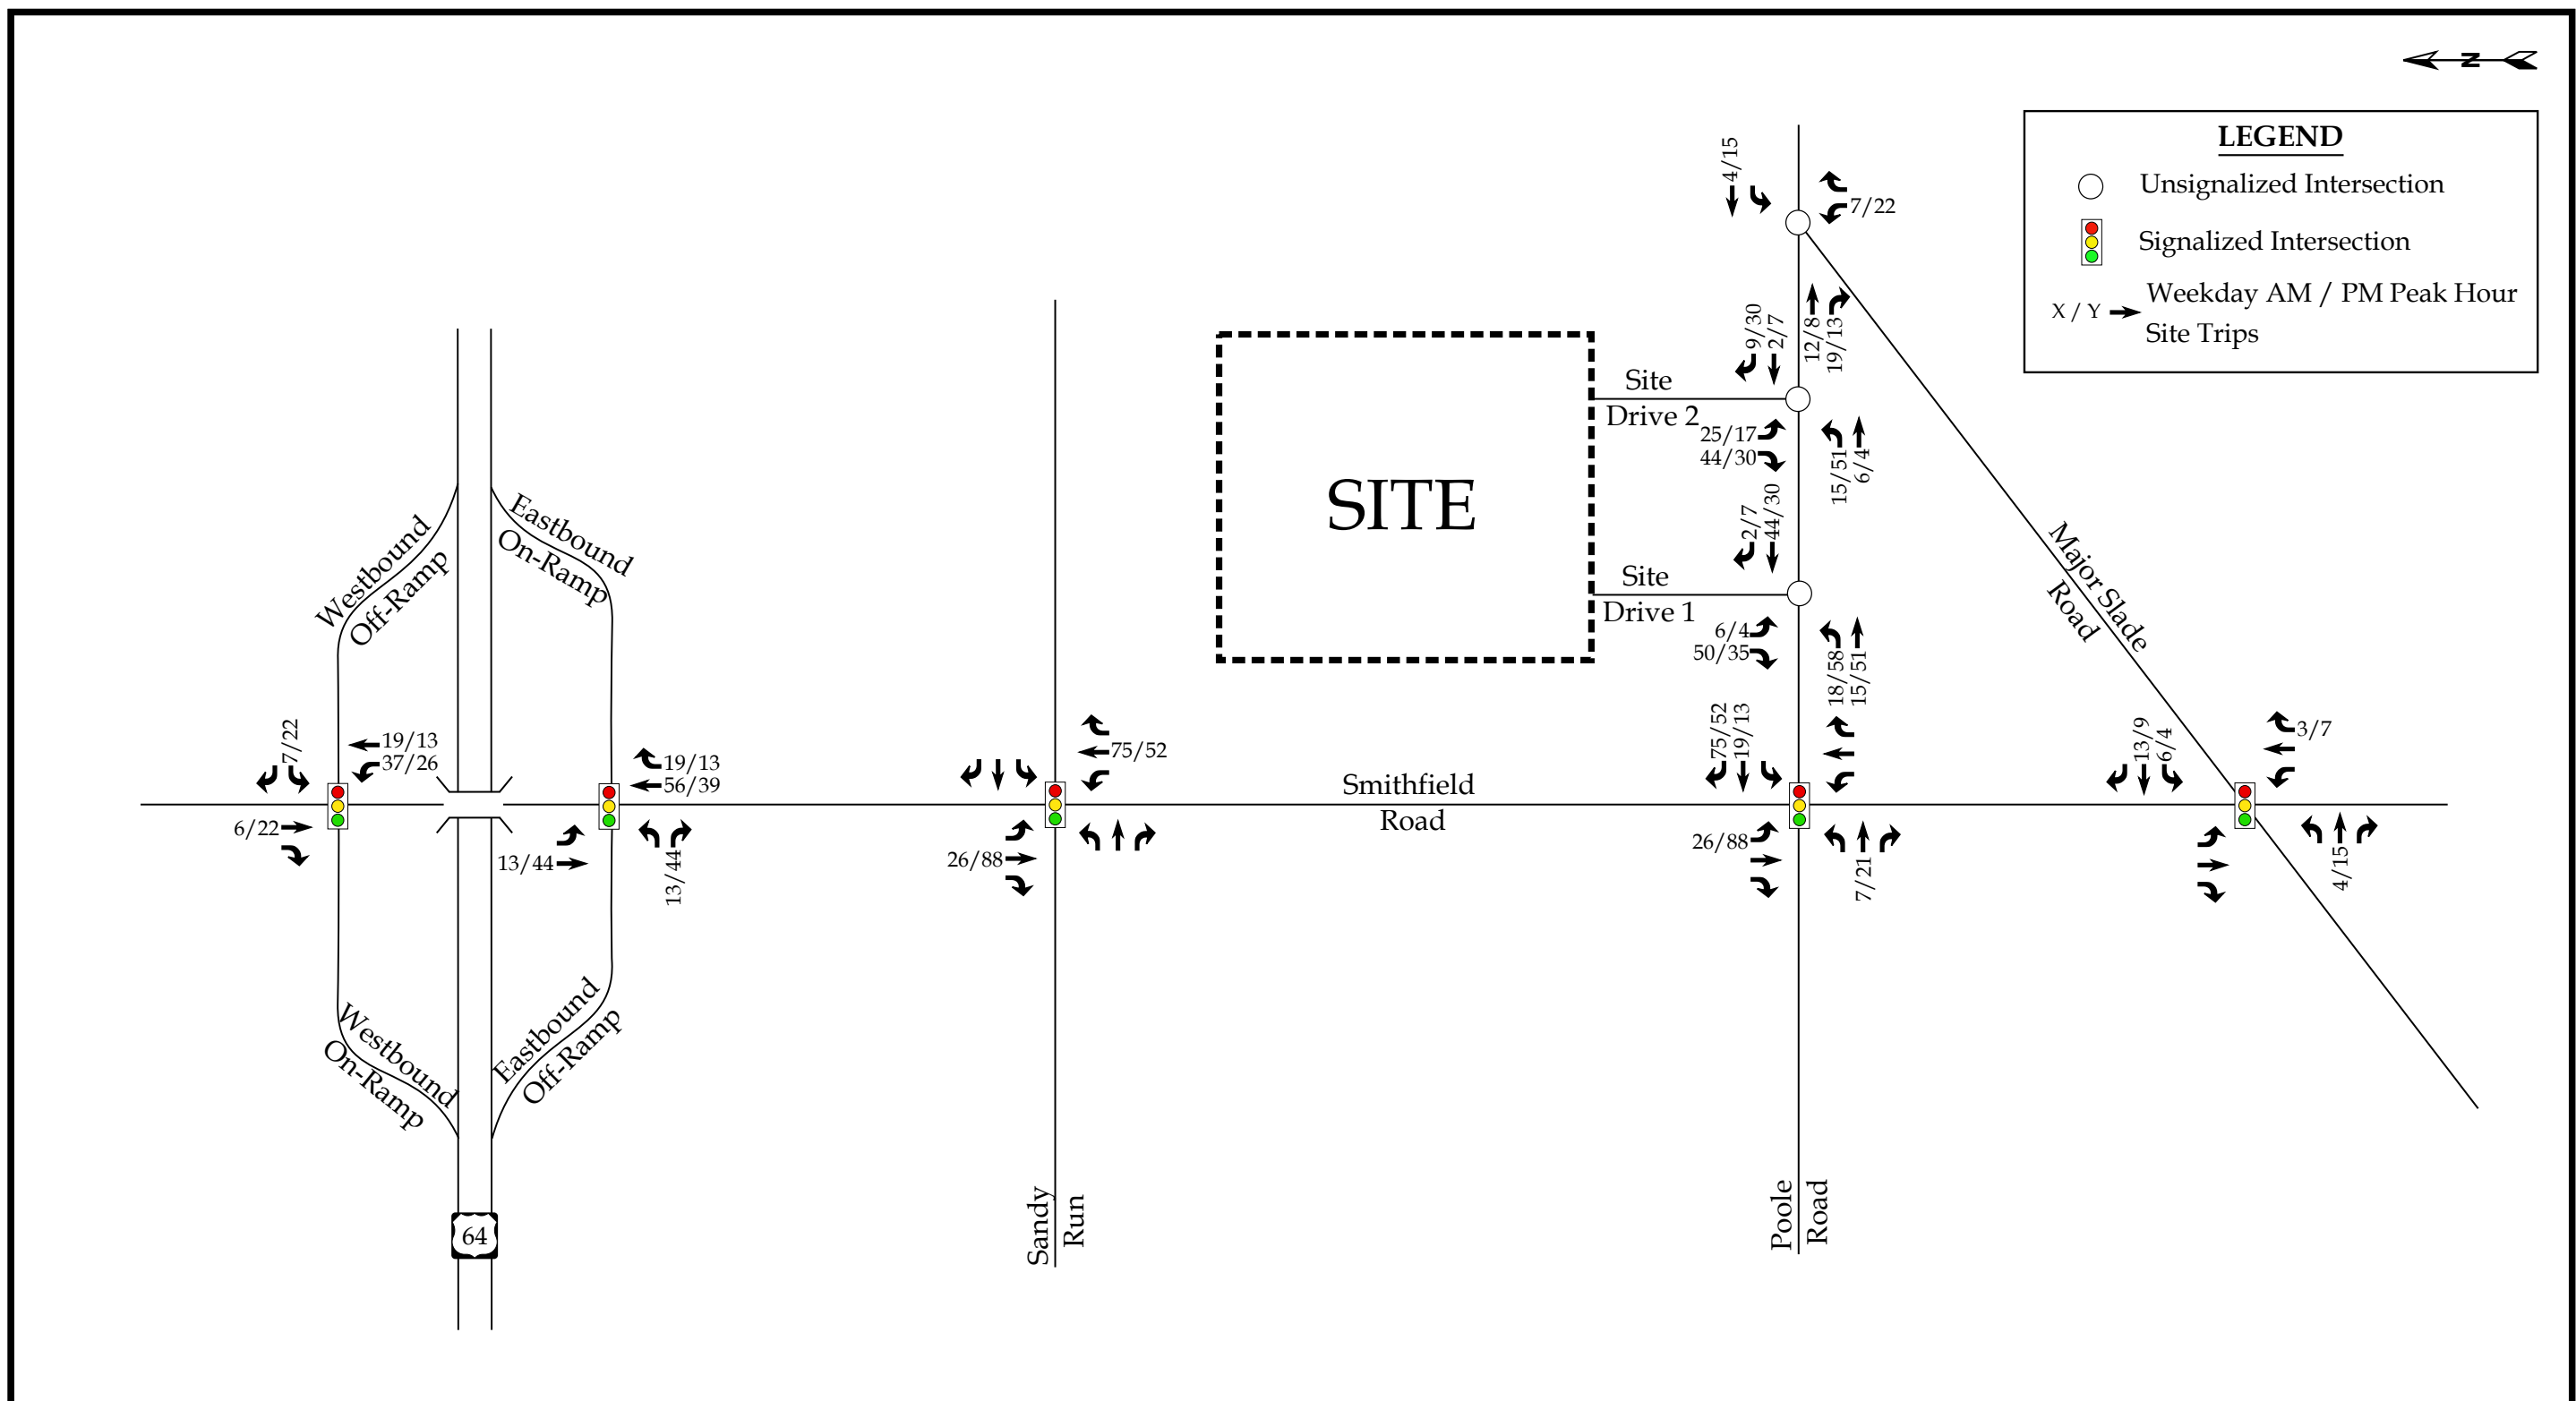 N
LEGEND
Unsignalized Intersection
Signalized Intersection
X / Y
Weekday AM / PM Peak Hour
Site Trips
4/15
7/22
9/30
2/7
12/8
19/13
Site
Drive 2
25/17
44/30
15/51
6/4
SITE
2/7
44/30
Site
Drive 1
6/4
50/35
18/58
15/51
Major Slade
Road
Westbound
Off-Ramp
Eastbound
On-Ramp
7/22
19/13
37/26
6/22
19/13
56/39
13/44
13/44
75/52
26/88
Smithfield
Road
75/52
19/13
26/88
7/21
13/9
6/4
3/7
4/15
Westbound
On-Ramp
Eastbound
Off-Ramp
64
Sandy
Run
Poole
Road